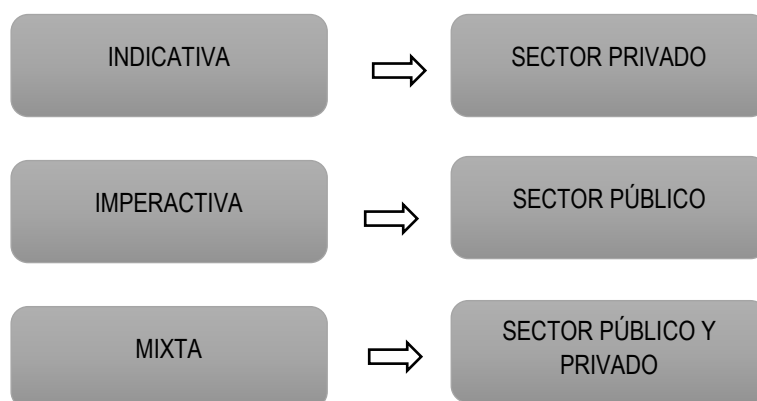 INDICATIVA
SECTOR PRIVADO
IMPERACTIVA
SECTOR PÚBLICO
MIXTA
SECTOR PÚBLICO Y
PRIVADO